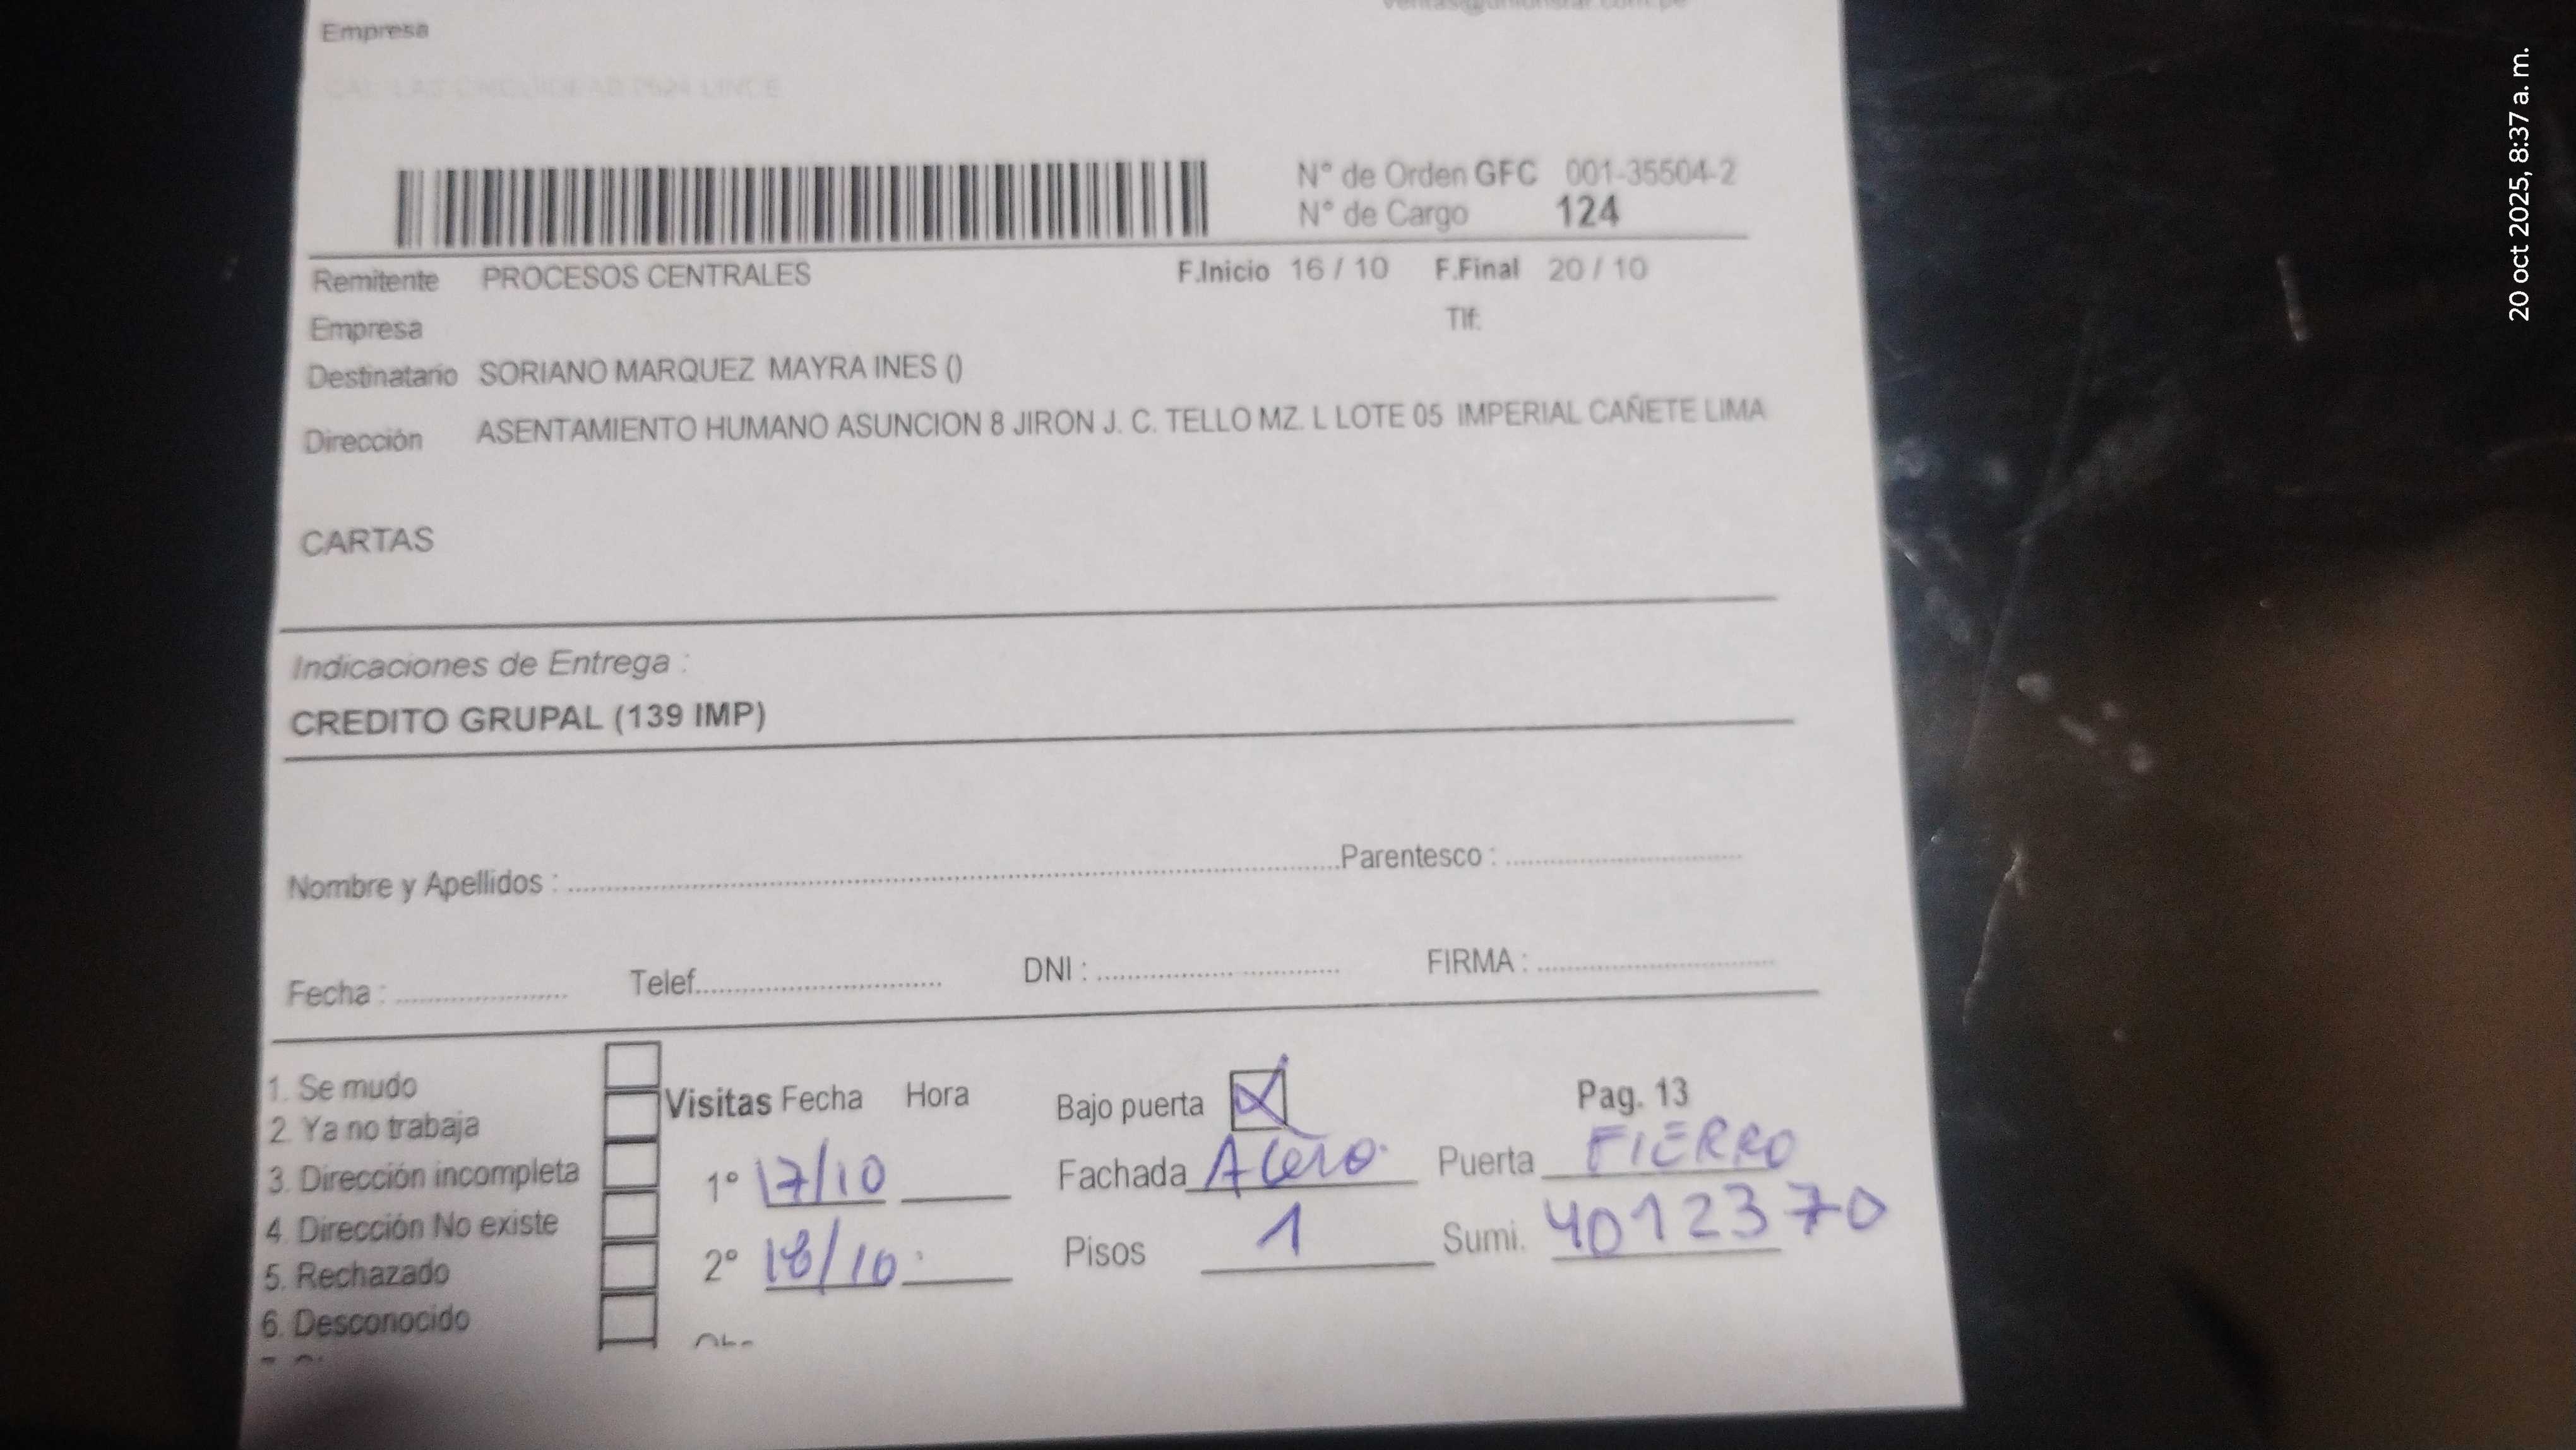 Empresa
N° de Orden GFC 001-35504-2
N° de Cargo 124
Remitente PROCESOS CENTRALES F.Inicio 16 / 10 F.Final 20 / 10
Empresa Tlf:
Destinatario SORIANO MARQUEZ MAYRA INES ()
Dirección ASENTAMIENTO HUMANO ASUNCION 8 JIRON J. C. TELLO MZ. L LOTE 05 IMPERIAL CAÑETE LIMA
CARTAS
Indicaciones de Entrega :
CREDITO GRUPAL (139 IMP)
Nombre y Apellidos : Parentesco :
Fecha : Telef. DNI : FIRMA :
1. Se mudo
2. Ya no trabaja
3. Dirección incompleta
4. Dirección No existe
5. Rechazado
6. Desconocido
Visitas Fecha Hora
1° 17/10
2° 18/10
Bajo puerta
Fachada
Pisos 1
Pag. 13
Puerta FIERRO
Sumi. 4012370
20 oct 2025, 8:37 a. m.